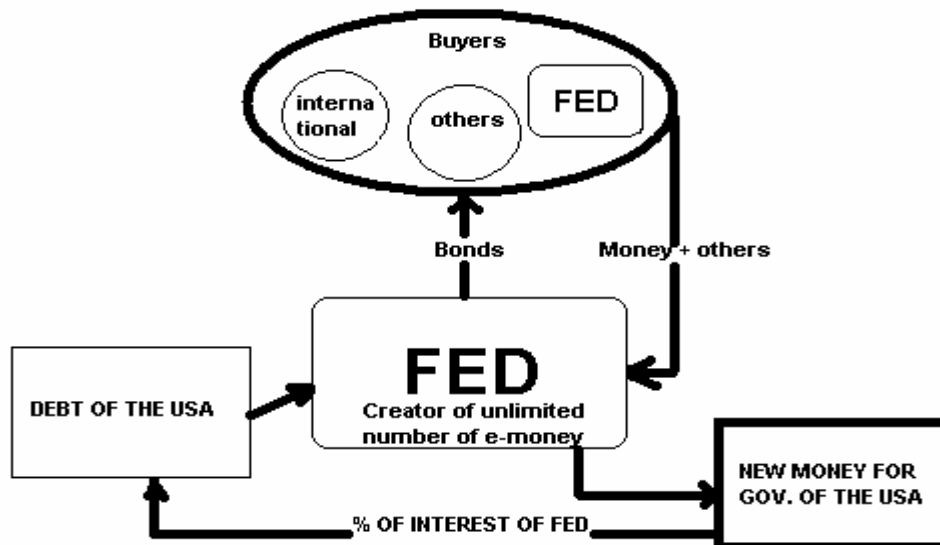 Buyers
interna
tional
others
FED
Bonds
Money + others
FED
Creator of unlimited
number of e-money
DEBT OF THE USA
NEW MONEY FOR
GOV. OF THE USA
% OF INTEREST OF FED